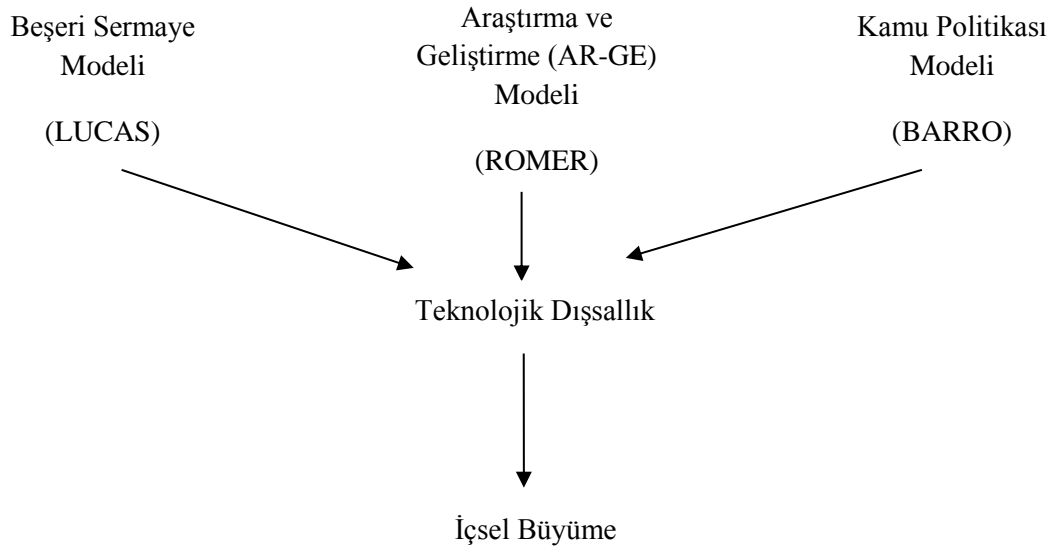 Beşeri Sermaye
Modeli
(LUCAS)
Araştırma ve
Geliştirme (AR-GE)
Modeli
(ROMER)
Kamu Politikası
Modeli
(BARRO)
Teknolojik Dışsallık
İçsel Büyüme